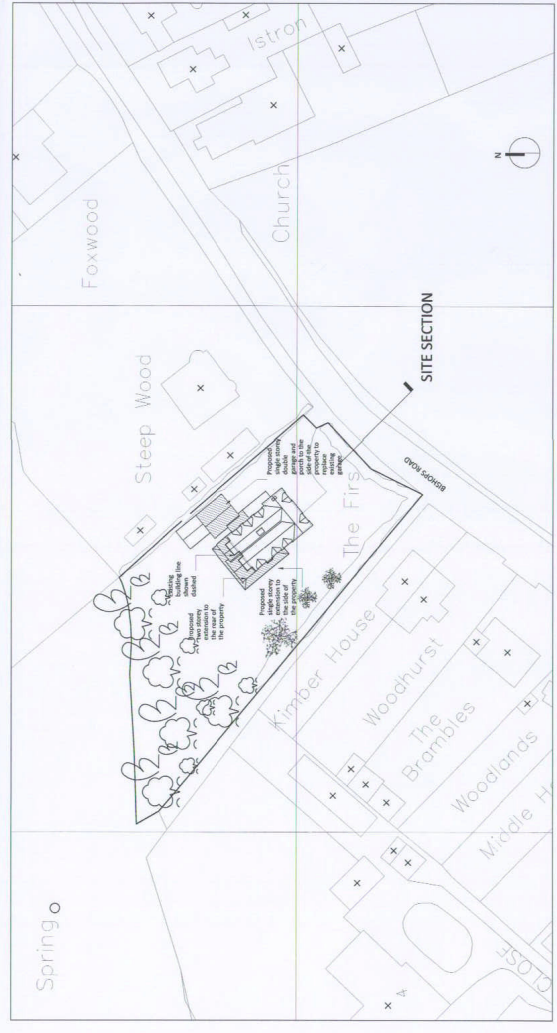 Spring
Foxwood
Istron
Church
Steep Wood
N
SITE SECTION
BISHOPS ROAD
Existing
building line
shown
dashed
Proposed
two storey
extension to
the rear of
the property
Proposed
single storey
double
garage and
porch to the
side of the
property to
replace
existing
garage
Proposed
single storey
extension to
the side of
the property
The Firs
Kimber House
Woodhurst
The
Brambles
Woodlands
Middle
4
CLOSE